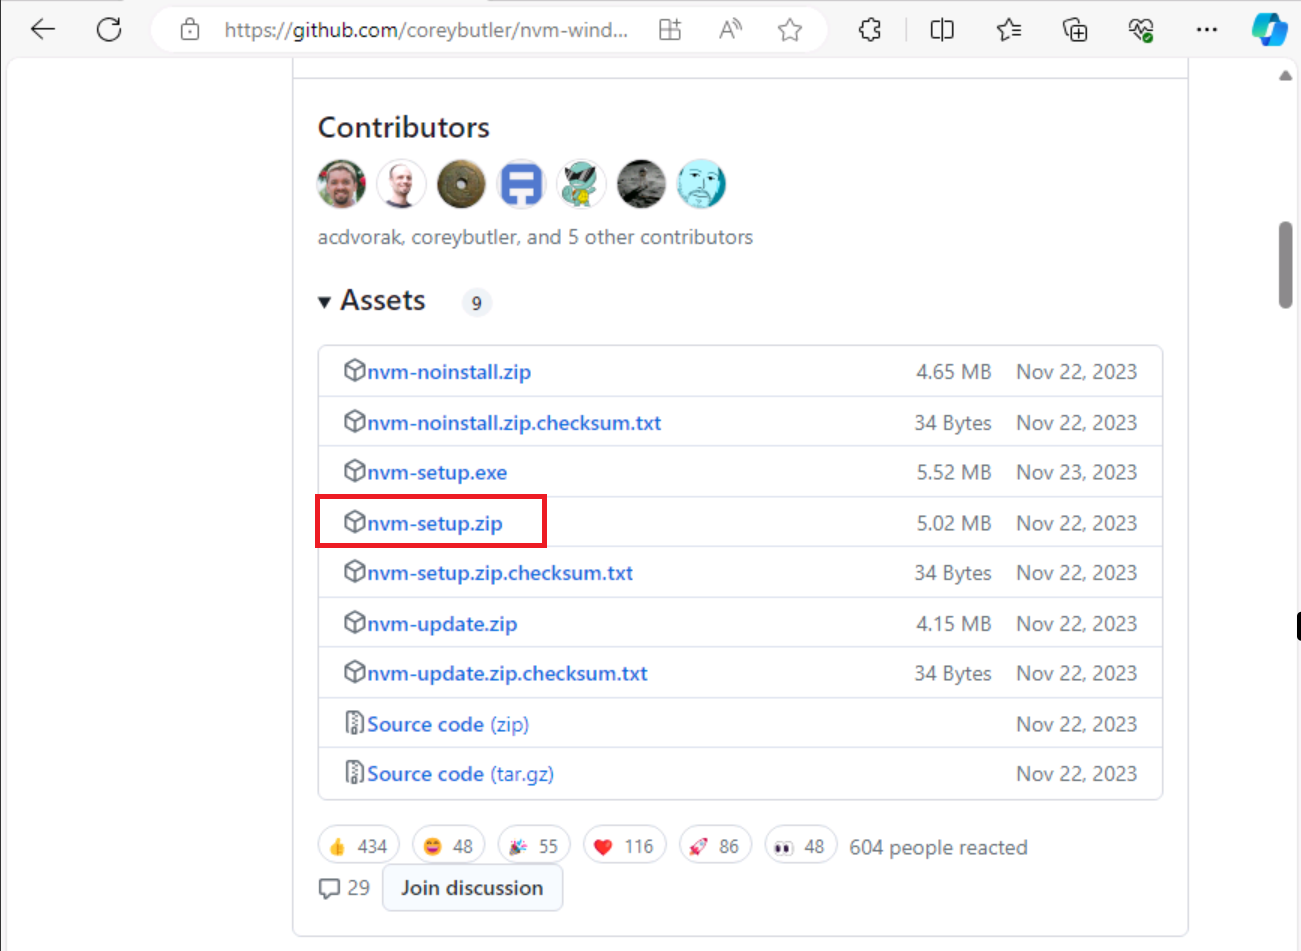 https://github.com/coreybutler/nvm-wind...
Contributors
acdvorak, coreybutler, and 5 other contributors
Assets 9
nvm-noinstall.zip 4.65 MB Nov 22, 2023
nvm-noinstall.zip.checksum.txt 34 Bytes Nov 22, 2023
nvm-setup.exe 5.52 MB Nov 23, 2023
nvm-setup.zip 5.02 MB Nov 22, 2023
nvm-setup.zip.checksum.txt 34 Bytes Nov 22, 2023
nvm-update.zip 4.15 MB Nov 22, 2023
nvm-update.zip.checksum.txt 34 Bytes Nov 22, 2023
Source code (zip) Nov 22, 2023
Source code (tar.gz) Nov 22, 2023
434 48 55 116 86 48 604 people reacted
29 Join discussion